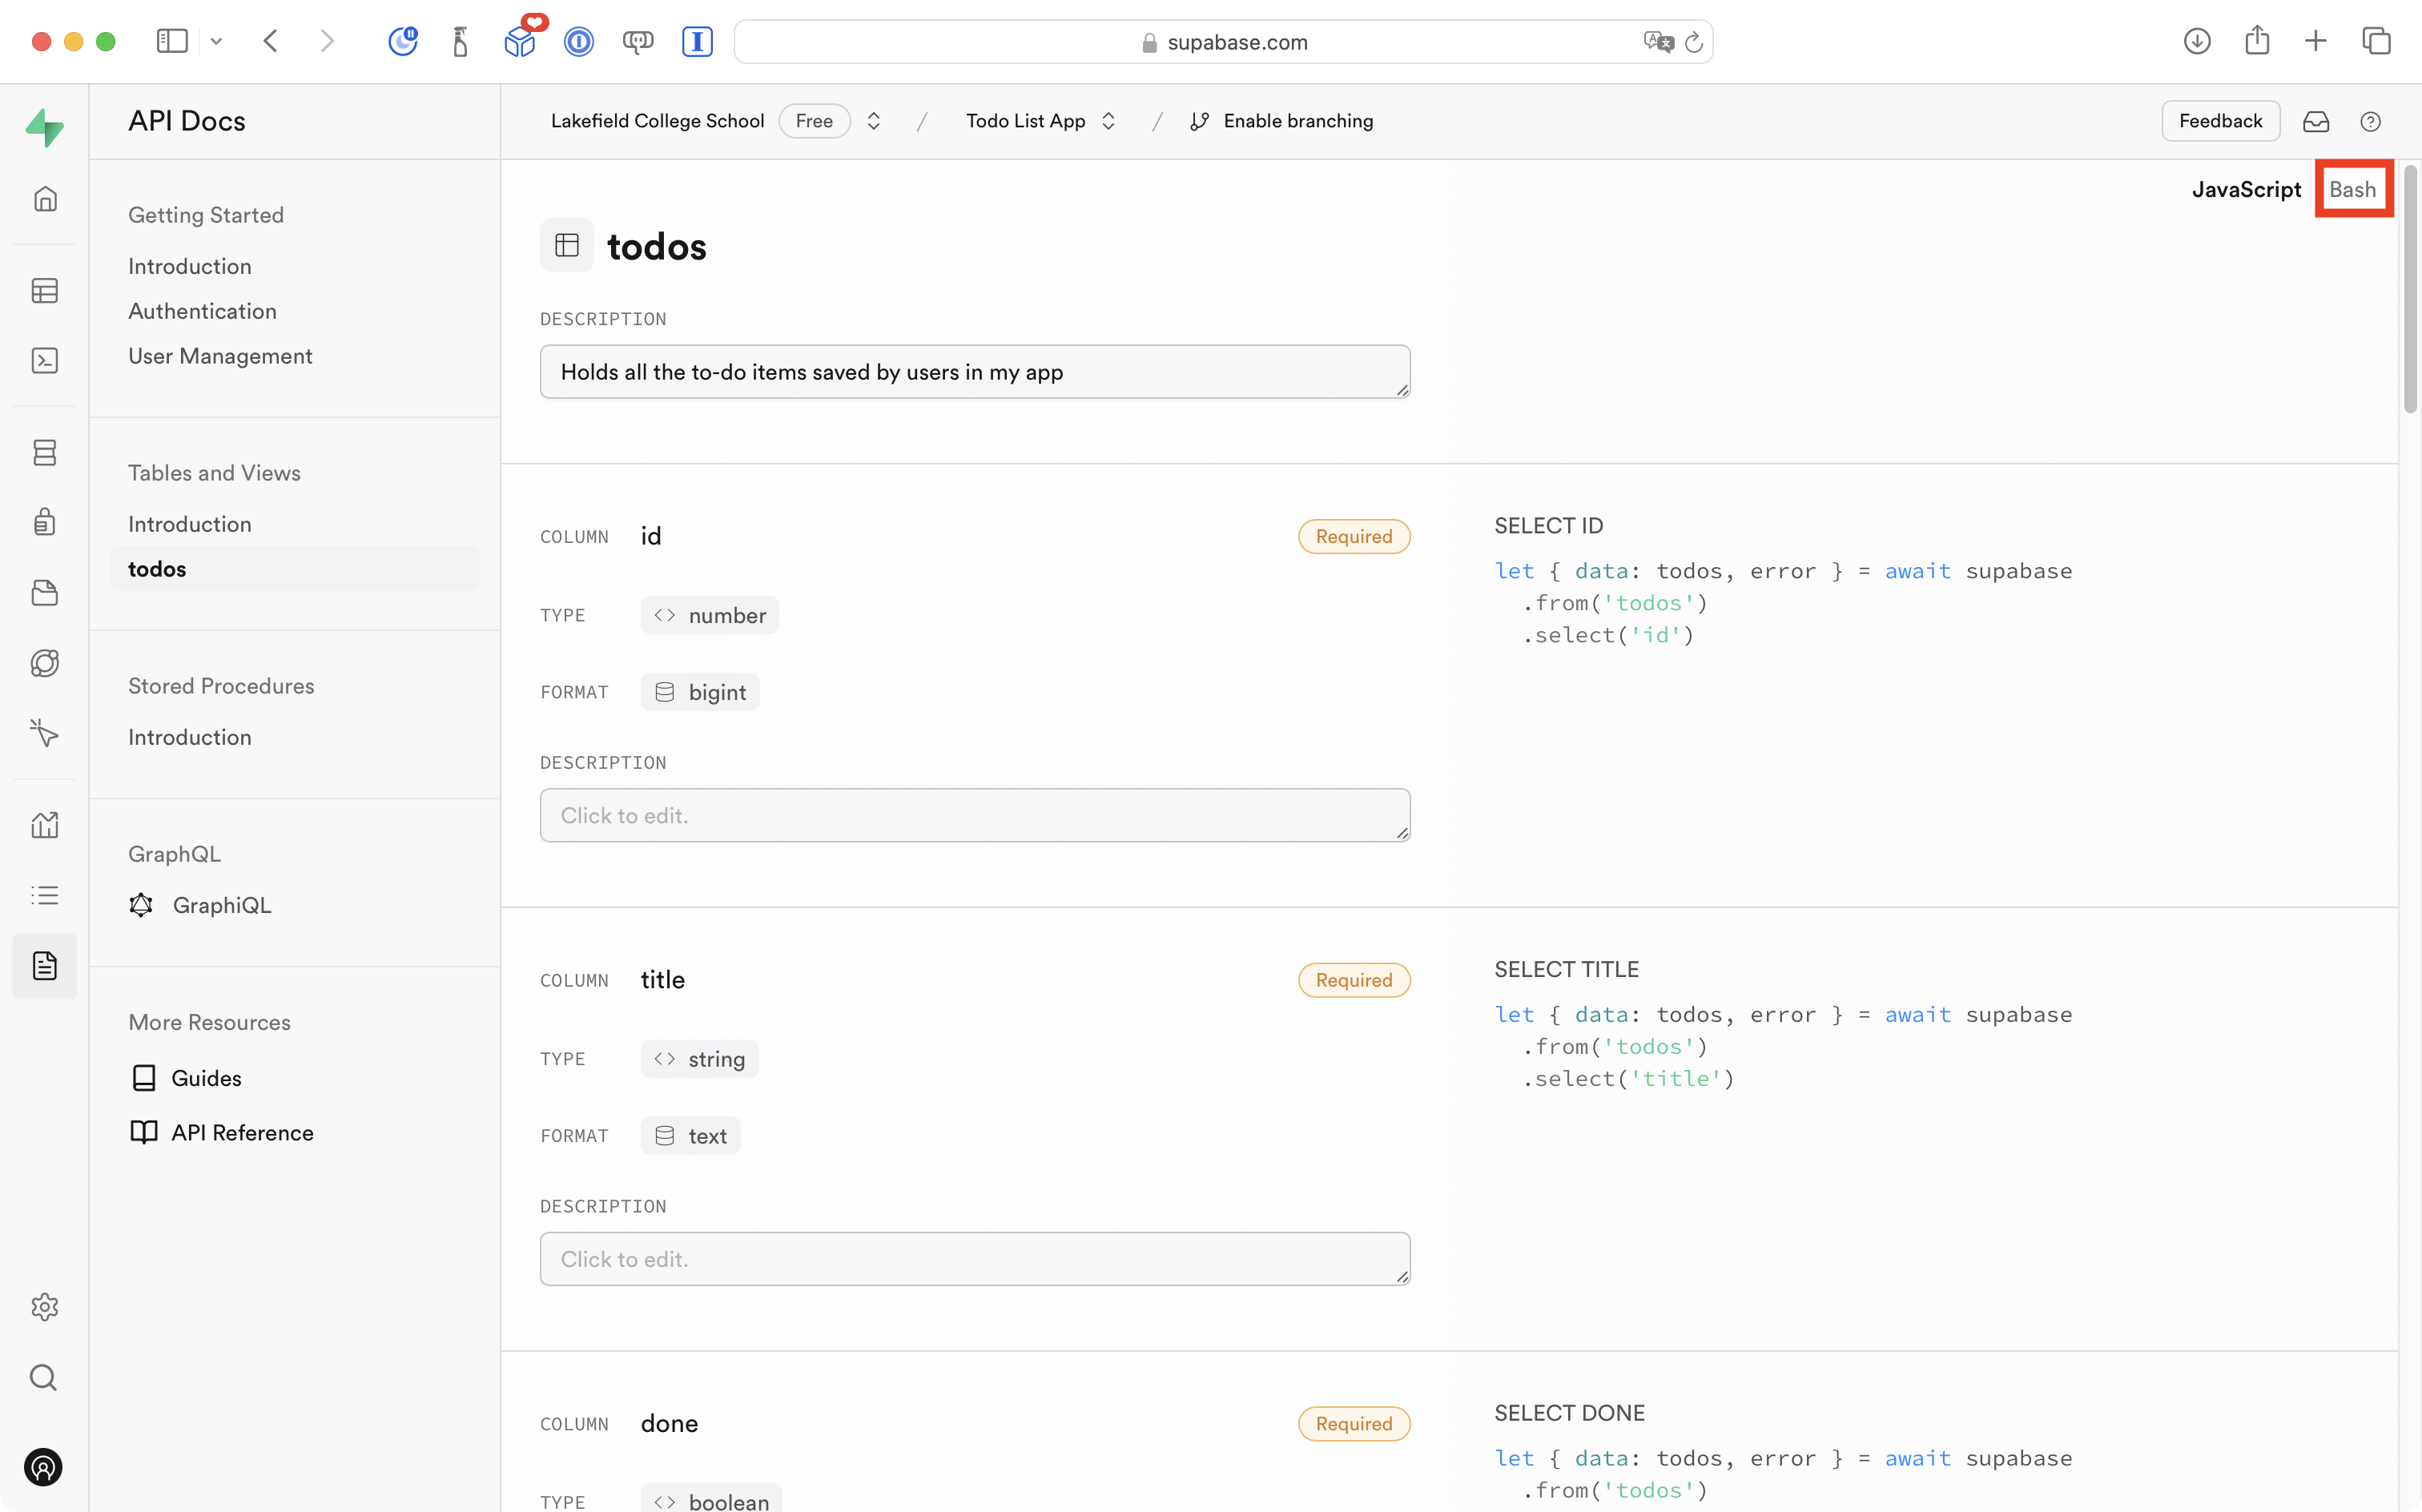 supabase.com
API Docs
Lakefield College School Free / Todo List App / Enable branching
Feedback
JavaScript Bash
Getting Started
Introduction
Authentication
User Management
Tables and Views
Introduction
todos
Stored Procedures
Introduction
GraphQL
GraphiQL
More Resources
Guides
API Reference
todos
DESCRIPTION
Holds all the to-do items saved by users in my app
COLUMN id Required
TYPE <> number
FORMAT bigint
DESCRIPTION
Click to edit.
SELECT ID
let { data: todos, error } = await supabase
.from('todos')
.select('id')
COLUMN title Required
TYPE <> string
FORMAT text
DESCRIPTION
Click to edit.
SELECT TITLE
let { data: todos, error } = await supabase
.from('todos')
.select('title')
COLUMN done Required
TYPE <> boolean
SELECT DONE
let { data: todos, error } = await supabase
.from('todos')